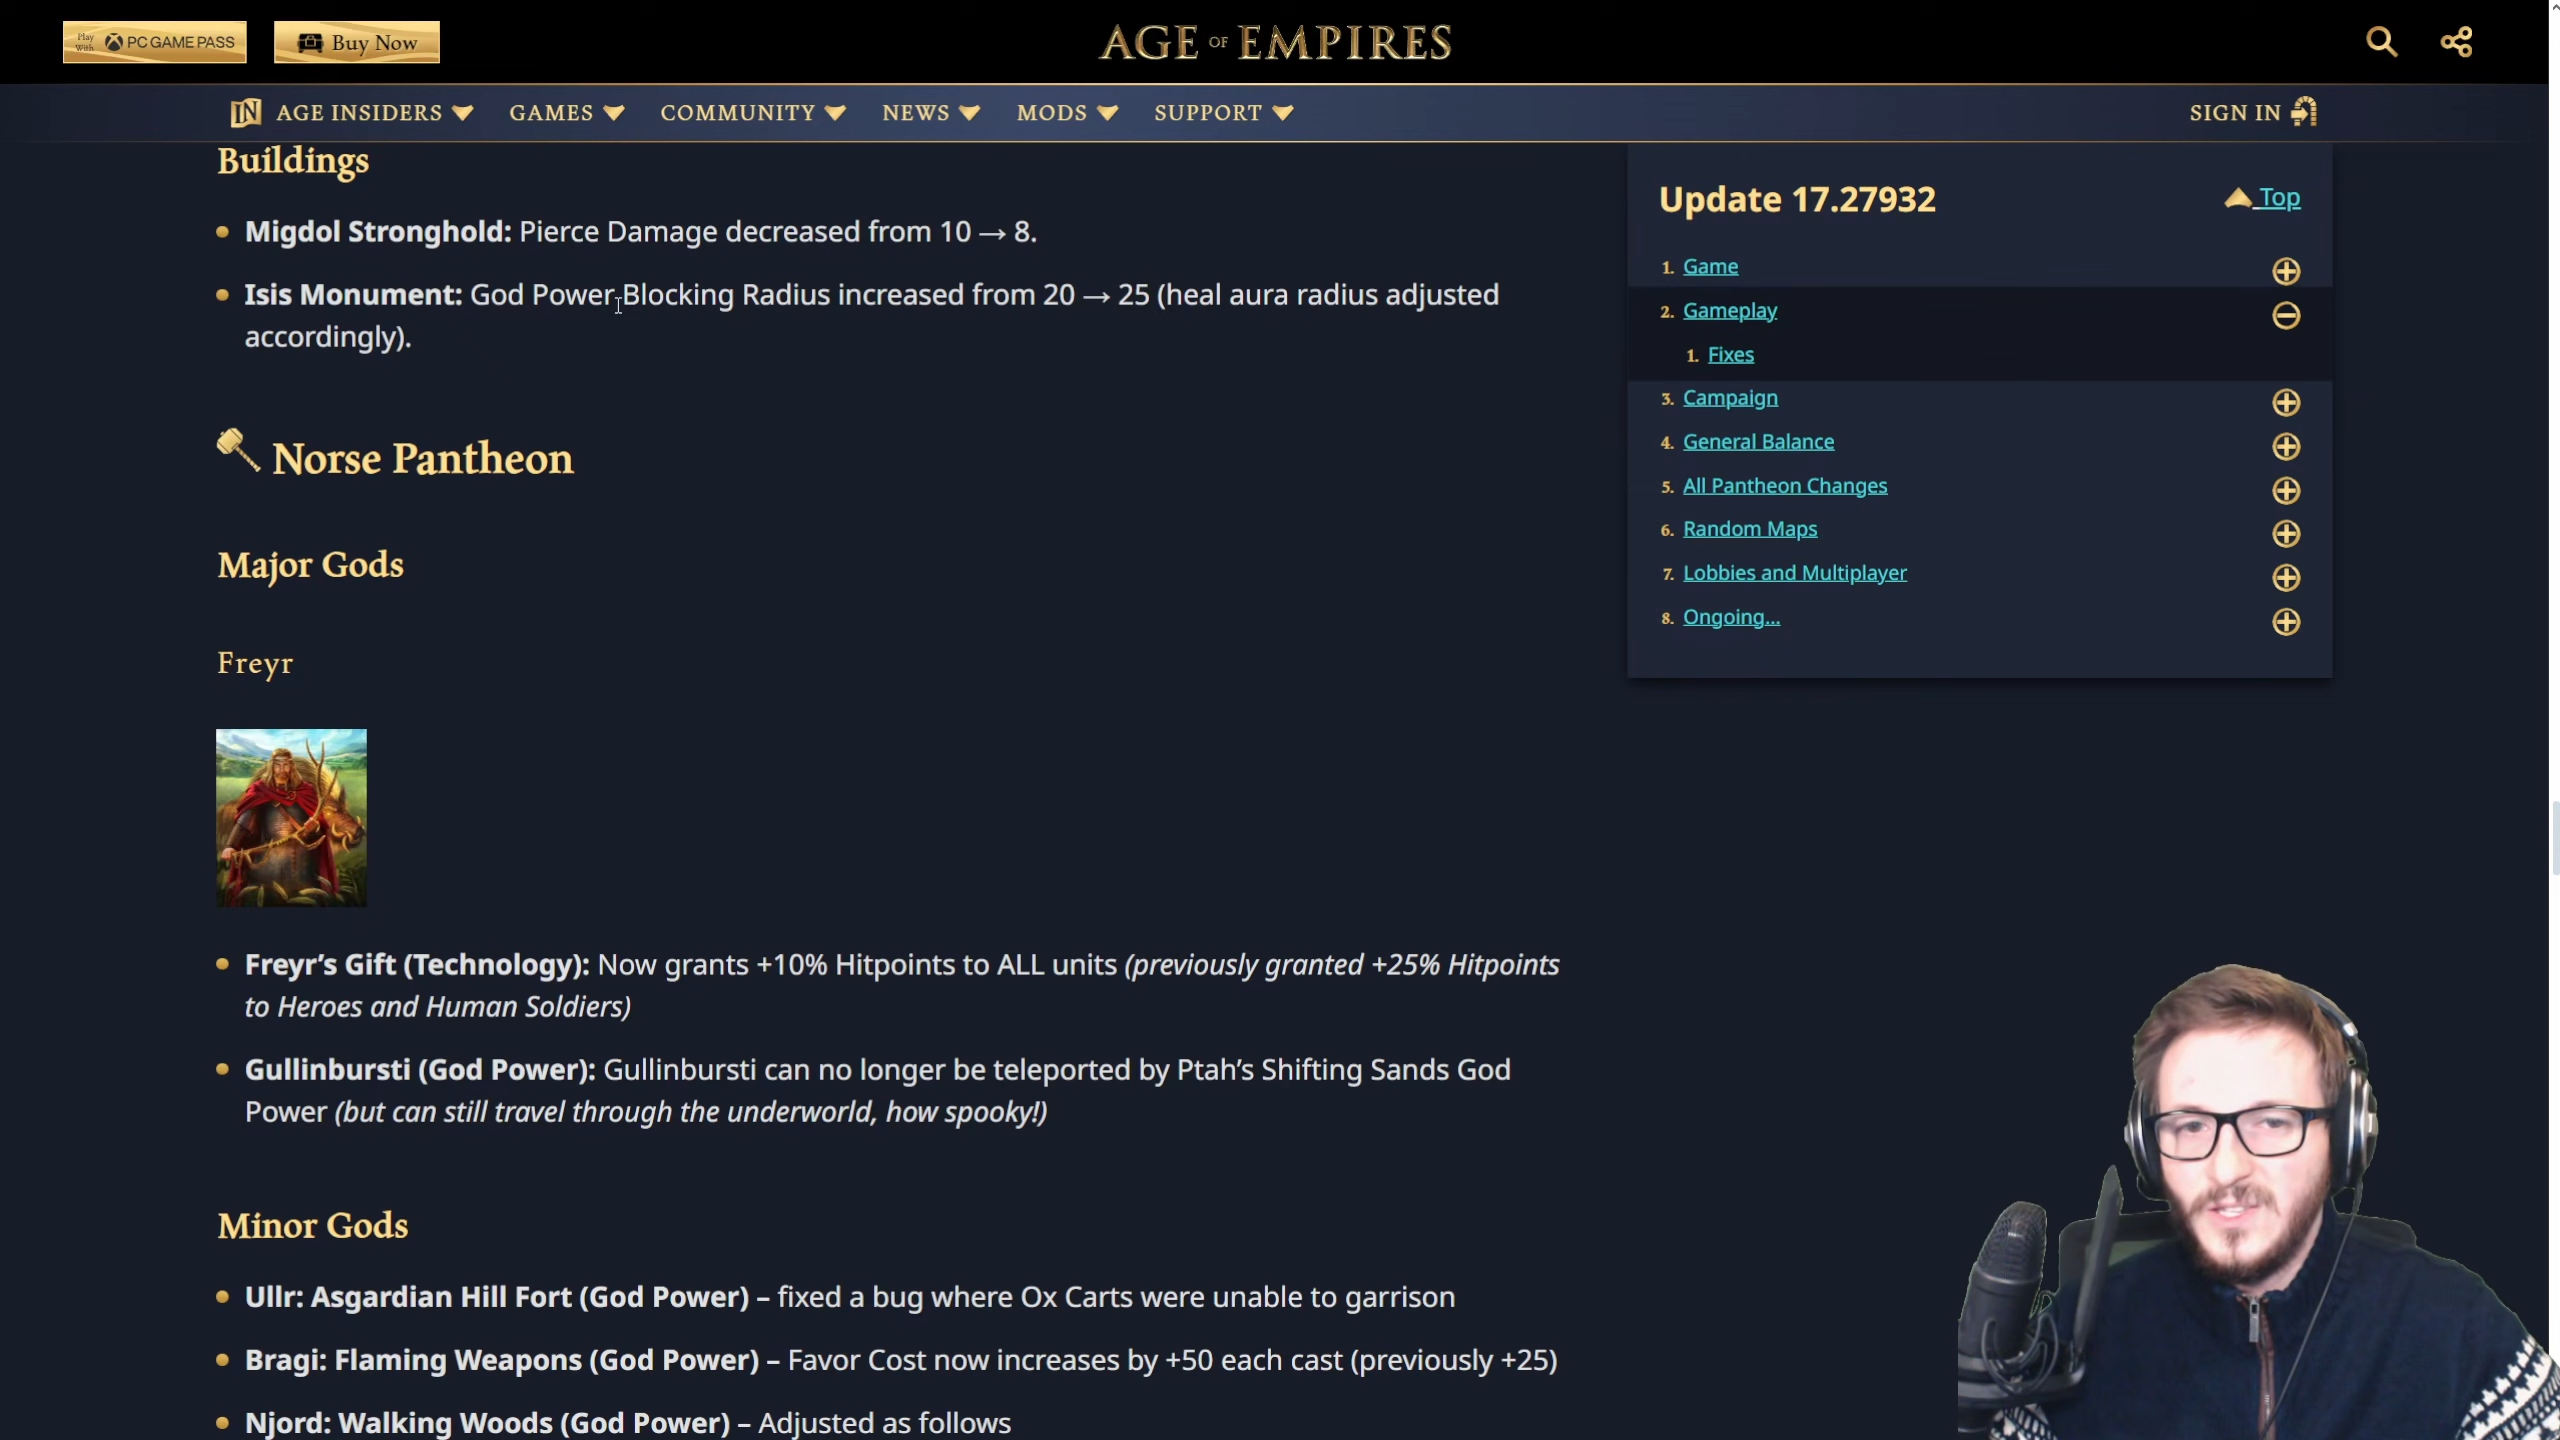 Play With PC GAME PASS
Buy Now
AGE OF EMPIRES
IN AGE INSIDERS GAMES COMMUNITY NEWS MODS SUPPORT SIGN IN
Buildings
Migdol Stronghold: Pierce Damage decreased from 10 → 8.
Isis Monument: God Power Blocking Radius increased from 20 → 25 (heal aura radius adjusted
accordingly).
Norse Pantheon
Major Gods
Freyr
Freyr’s Gift (Technology): Now grants +10% Hitpoints to ALL units (previously granted +25% Hitpoints
to Heroes and Human Soldiers)
Gullinbursti (God Power): Gullinbursti can no longer be teleported by Ptah’s Shifting Sands God
Power (but can still travel through the underworld, how spooky!)
Minor Gods
Ullr: Asgardian Hill Fort (God Power) – fixed a bug where Ox Carts were unable to garrison
Bragi: Flaming Weapons (God Power) – Favor Cost now increases by +50 each cast (previously +25)
Njord: Walking Woods (God Power) – Adjusted as follows
Update 17.27932
Top
1. Game
2. Gameplay
1. Fixes
3. Campaign
4. General Balance
5. All Pantheon Changes
6. Random Maps
7. Lobbies and Multiplayer
8. Ongoing...